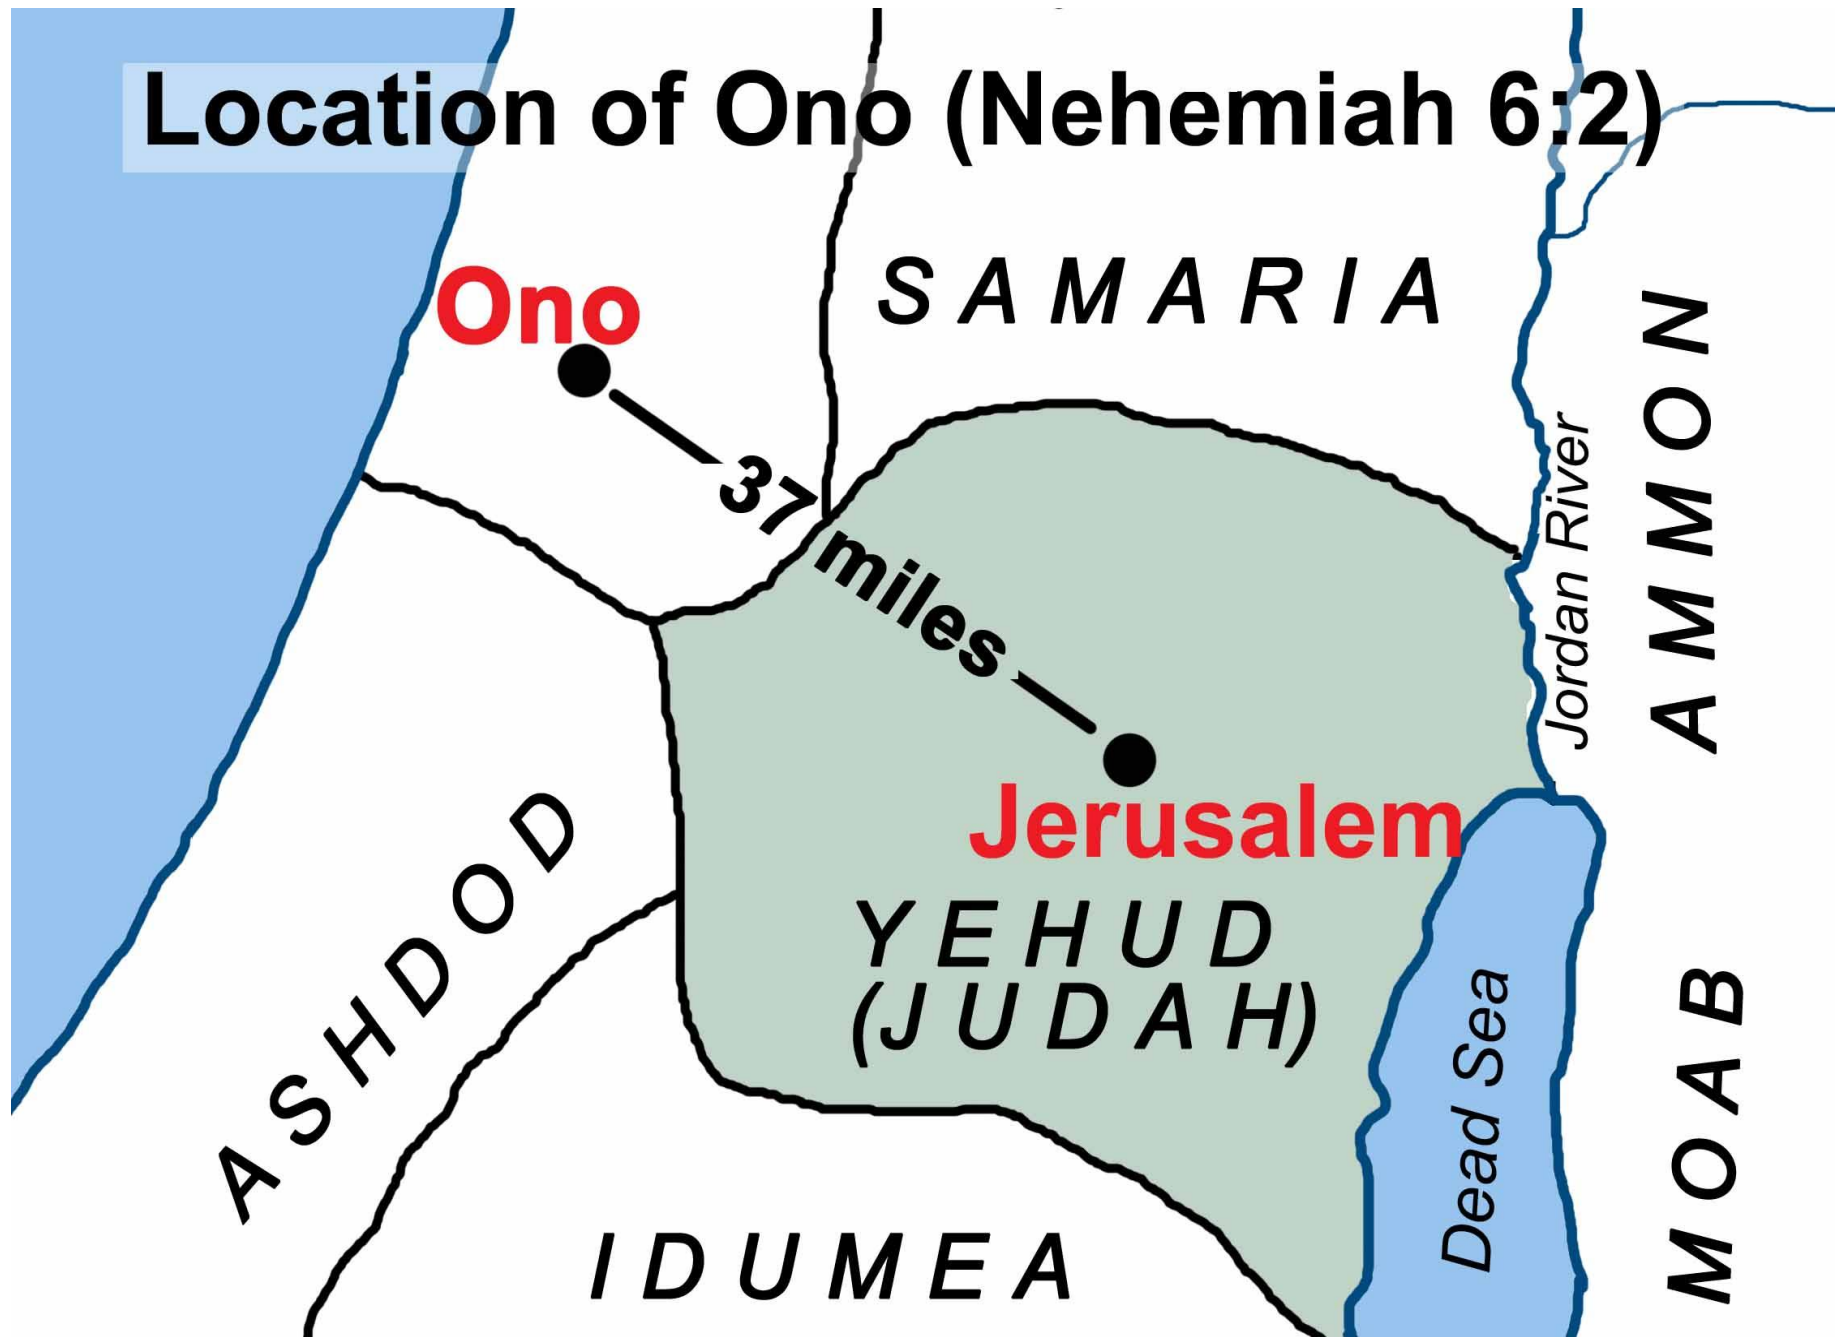 Location of Ono (Nehemiah 6:2)
Ono
SAMARIA
AMMON
37 miles
Jordan River
Jerusalem
ASHDOD
YEHUD
(JUDAH)
Dead Sea
MOAB
IDUMEA